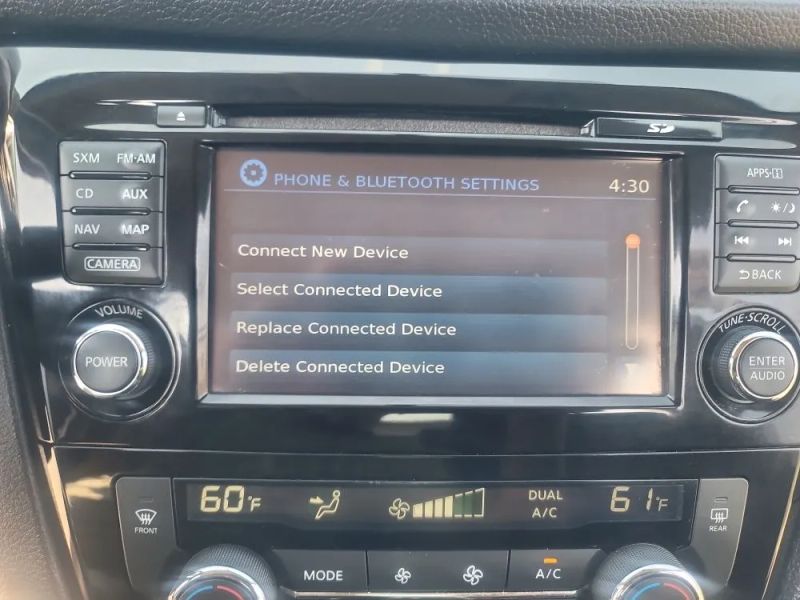 SXM FM·AM
CD AUX
NAV MAP
CAMERA
VOLUME
POWER
PHONE & BLUETOOTH SETTINGS 4:30
Connect New Device
Select Connected Device
Replace Connected Device
Delete Connected Device
SD
APPS·i
BACK
TUNE·SCROLL
ENTER
AUDIO
FRONT
60°F
DUAL
A/C
61°F
REAR
MODE
A/C